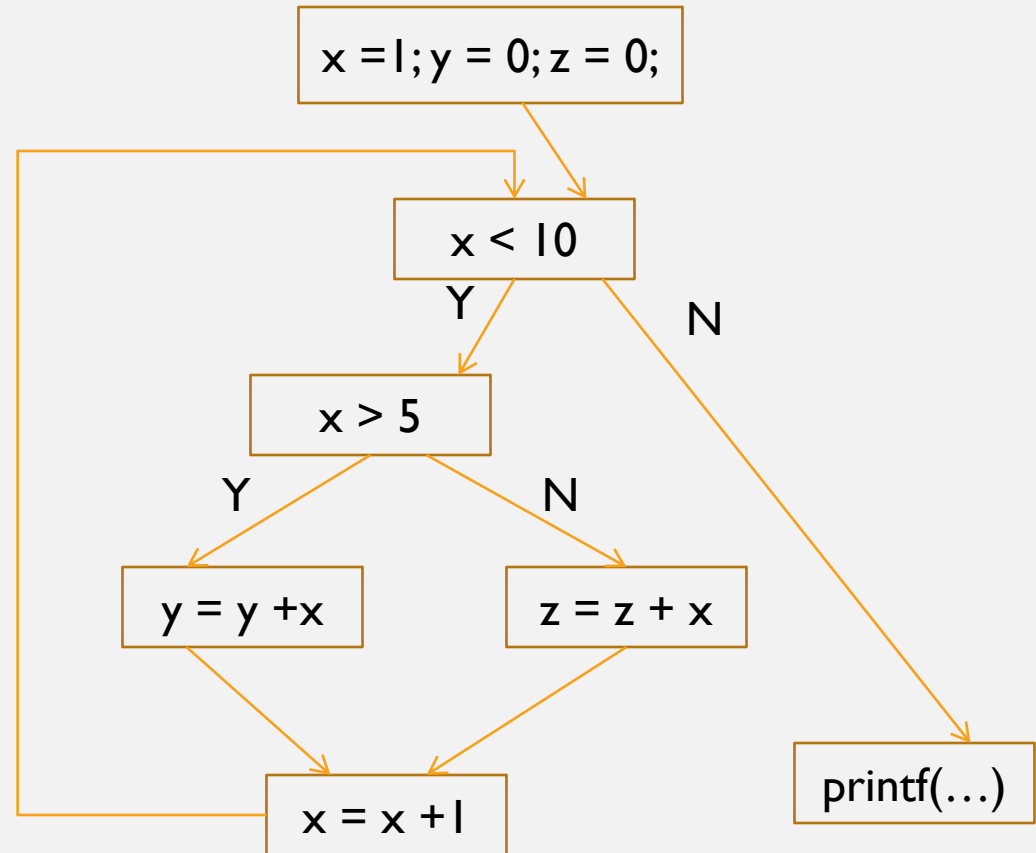 x =1; y = 0; z = 0;
x < 10
Y
N
x > 5
Y
N
y = y +x
z = z + x
x = x +1
printf(…)